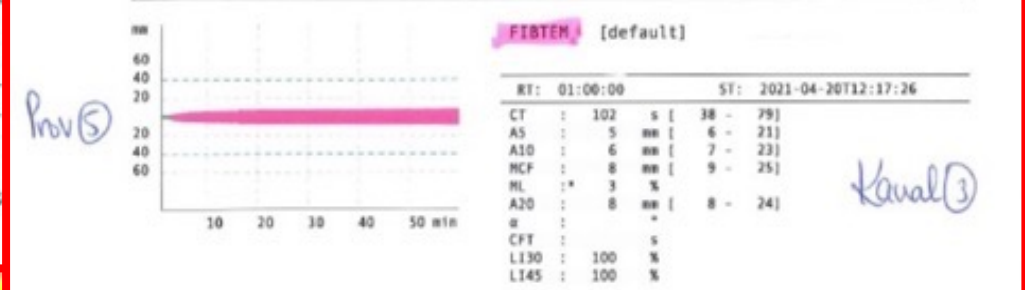 FIBTEM [default]
mm
60
40
20
20
40
60
10 20 30 40 50 min
Prov 5
RT: 01:00:00 ST: 2021-04-20T12:17:26
CT : 102 s [ 38 - 79]
A5 : 5 mm [ 6 - 21]
A10 : 6 mm [ 7 - 23]
MCF : 8 mm [ 9 - 25]
ML :* 3 %
A20 : 8 mm [ 8 - 24]
α : °
CFT : s
LI30 : 100 %
LI45 : 100 %
Kanal 3